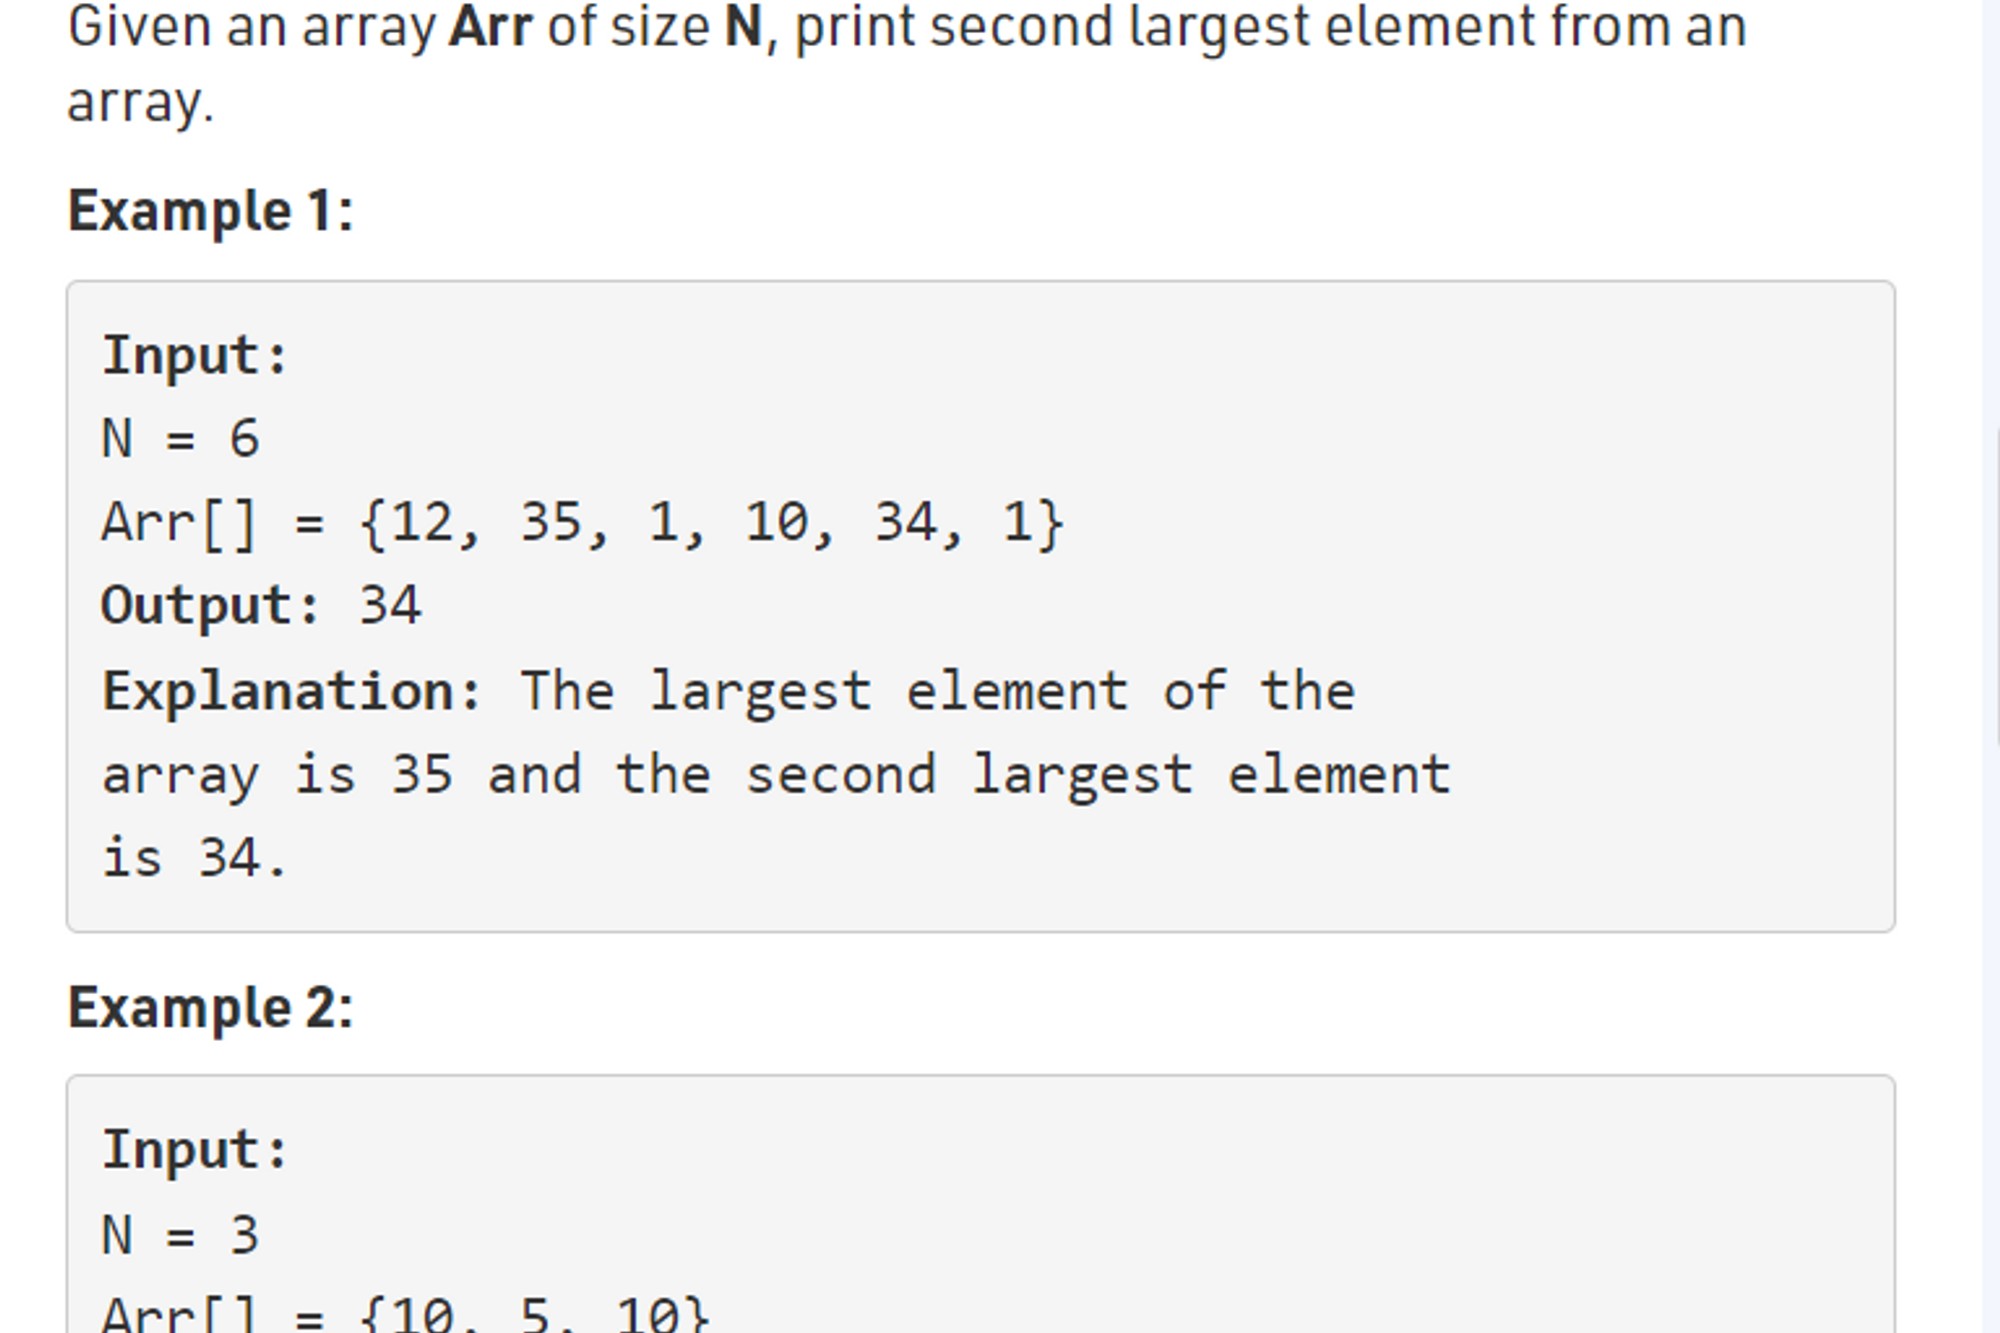 Given an array Arr of size N, print second largest element from an
array.
Example 1:
Input:
N = 6
Arr[] = {12, 35, 1, 10, 34, 1}
Output: 34
Explanation: The largest element of the
array is 35 and the second largest element
is 34.
Example 2:
Input:
N = 3
Arr[] = {10, 5, 10}